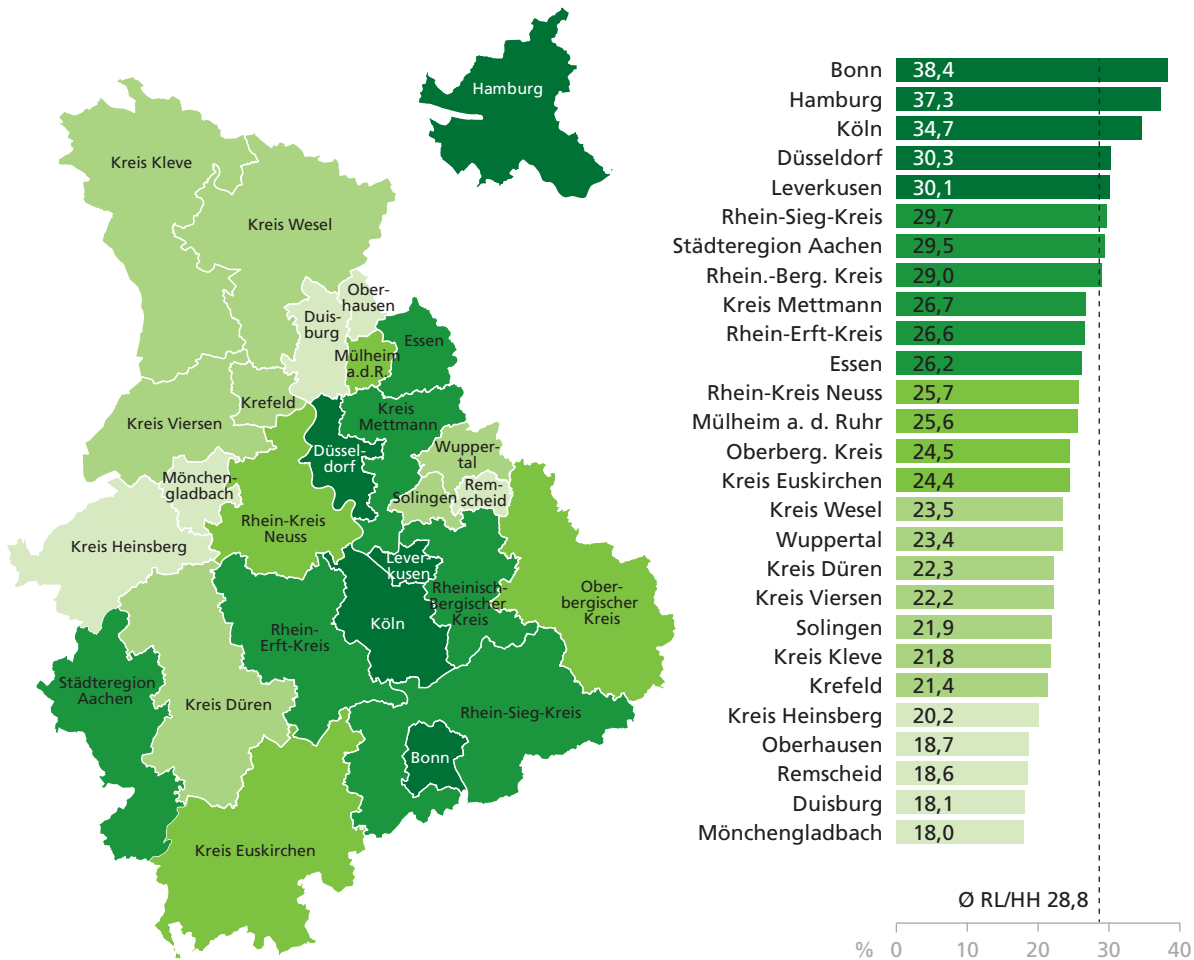 Hamburg
Kreis Kleve
Kreis Wesel
Ober-
hausen
Duis-
burg
Essen
Mülheim
a.d.R.
Krefeld
Kreis
Mettmann
Kreis Viersen
Düssel-
dorf
Wupper-
tal
Mönchen-
gladbach
Solingen
Rem-
scheid
Rhein-Kreis
Neuss
Kreis Heinsberg
Lever-
kusen
Rheinisch-
Bergischer
Kreis
Ober-
bergischer
Kreis
Köln
Rhein-
Erft-Kreis
Städteregion
Aachen
Kreis Düren
Rhein-Sieg-Kreis
Bonn
Kreis Euskirchen
Bonn 38,4
Hamburg 37,3
Köln 34,7
Düsseldorf 30,3
Leverkusen 30,1
Rhein-Sieg-Kreis 29,7
Städteregion Aachen 29,5
Rhein.-Berg. Kreis 29,0
Kreis Mettmann 26,7
Rhein-Erft-Kreis 26,6
Essen 26,2
Rhein-Kreis Neuss 25,7
Mülheim a. d. Ruhr 25,6
Oberberg. Kreis 24,5
Kreis Euskirchen 24,4
Kreis Wesel 23,5
Wuppertal 23,4
Kreis Düren 22,3
Kreis Viersen 22,2
Solingen 21,9
Kreis Kleve 21,8
Krefeld 21,4
Kreis Heinsberg 20,2
Oberhausen 18,7
Remscheid 18,6
Duisburg 18,1
Mönchengladbach 18,0
Ø RL/HH 28,8
% 0 10 20 30 40